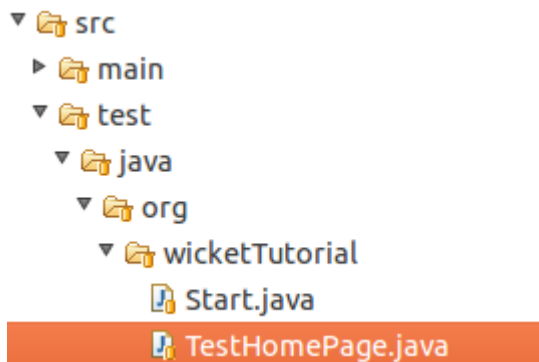 src
main
test
java
org
wicketTutorial
Start.java
TestHomePage.java